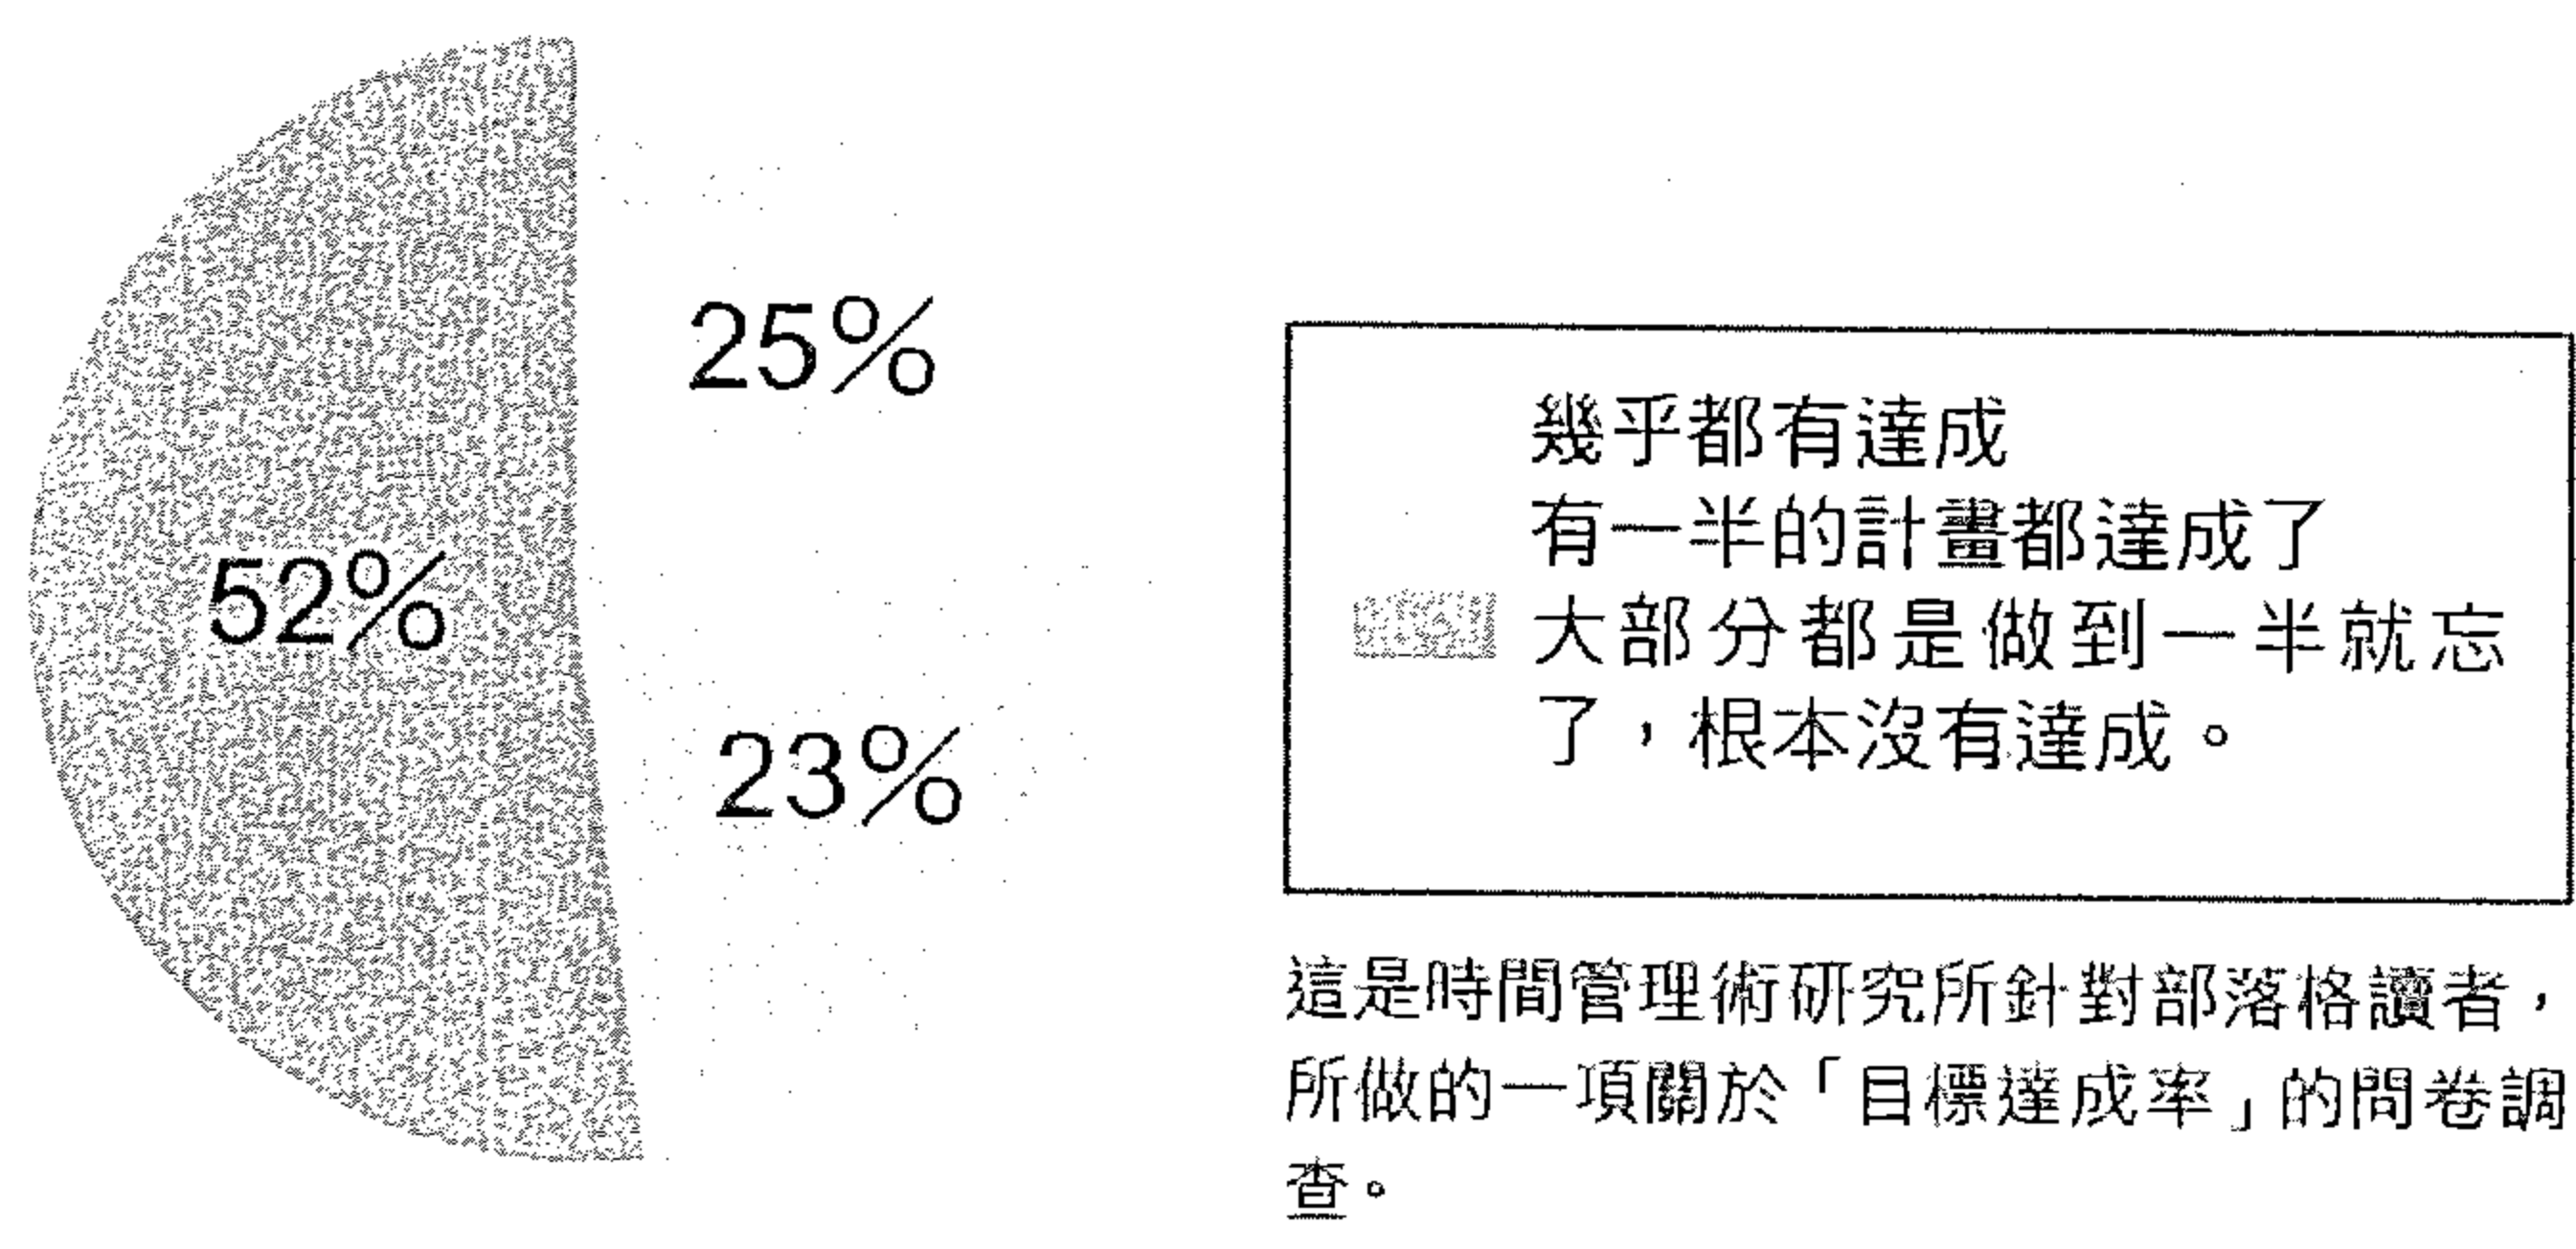 25%
52%
23%
幾乎都有達成
有一半的計畫都達成了
大部分都是做到一半就忘
了，根本沒有達成。
這是時間管理術研究所針對部落格讀者，
所做的一項關於「目標達成率」的問卷調
查。